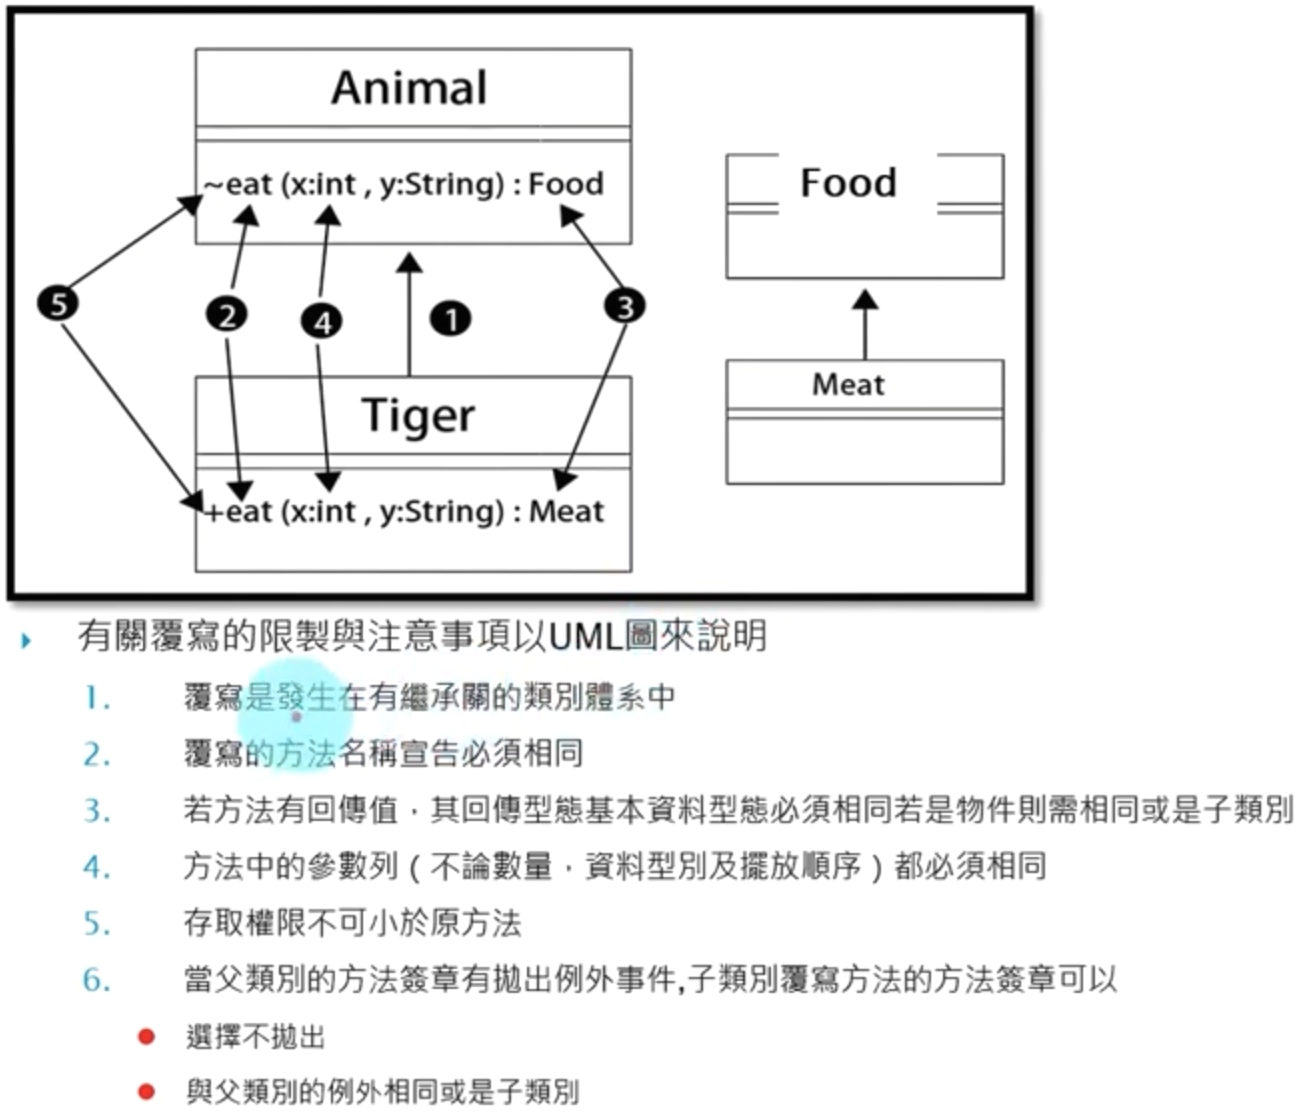 Animal
~eat (x:int , y:String) : Food
Food
5
2
4
1
3
Tiger
Meat
+eat (x:int , y:String) : Meat
有關覆寫的限製與注意事項以UML圖來說明
1. 覆寫是發生在有繼承關的類別體系中
2. 覆寫的方法名稱宣告必須相同
3. 若方法有回傳值，其回傳型態基本資料型態必須相同若是物件則需相同或是子類別
4. 方法中的參數列 ( 不論數量，資料型別及擺放順序 ) 都必須相同
5. 存取權限不可小於原方法
6. 當父類別的方法簽章有拋出例外事件,子類別覆寫方法的方法簽章可以
選擇不拋出
與父類別的例外相同或是子類別